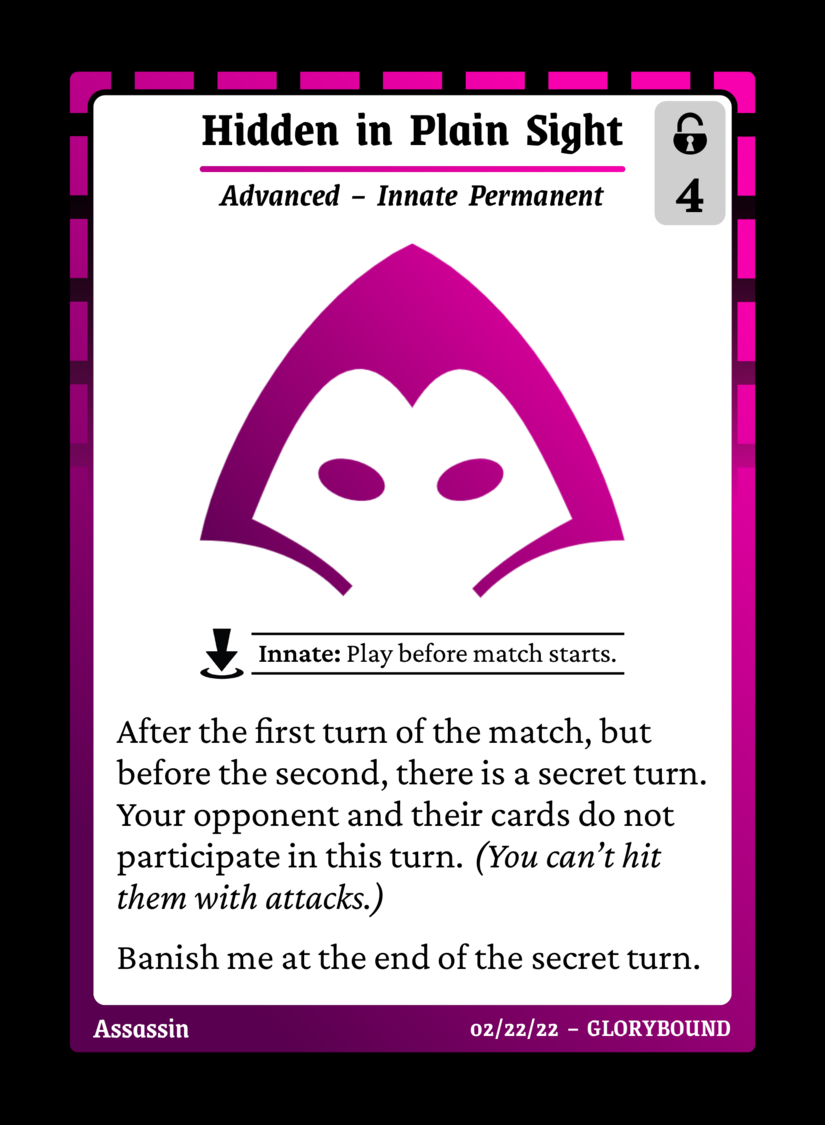 Hidden in Plain Sight
4
Advanced – Innate Permanent
Innate: Play before match starts.
After the first turn of the match, but
before the second, there is a secret turn.
Your opponent and their cards do not
participate in this turn. (You can’t hit
them with attacks.)
Banish me at the end of the secret turn.
Assassin
02/22/22 – GLORYBOUND